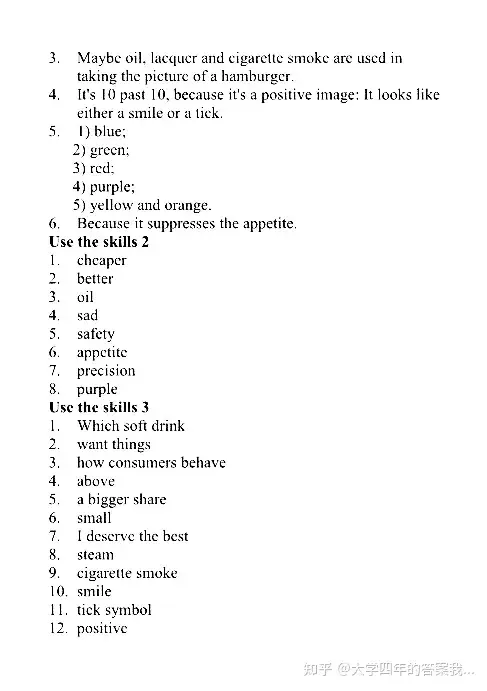 3. Maybe oil, lacquer and cigarette smoke are used in
taking the picture of a hamburger.
4. It's 10 past 10, because it's a positive image: It looks like
either a smile or a tick.
5. 1) blue;
2) green;
3) red;
4) purple;
5) yellow and orange.
6. Because it suppresses the appetite.
Use the skills 2
1. cheaper
2. better
3. oil
4. sad
5. safety
6. appetite
7. precision
8. purple
Use the skills 3
1. Which soft drink
2. want things
3. how consumers behave
4. above
5. a bigger share
6. small
7. I deserve the best
8. steam
9. cigarette smoke
10. smile
11. tick symbol
12. positive
知乎 @大学四年的答案我...